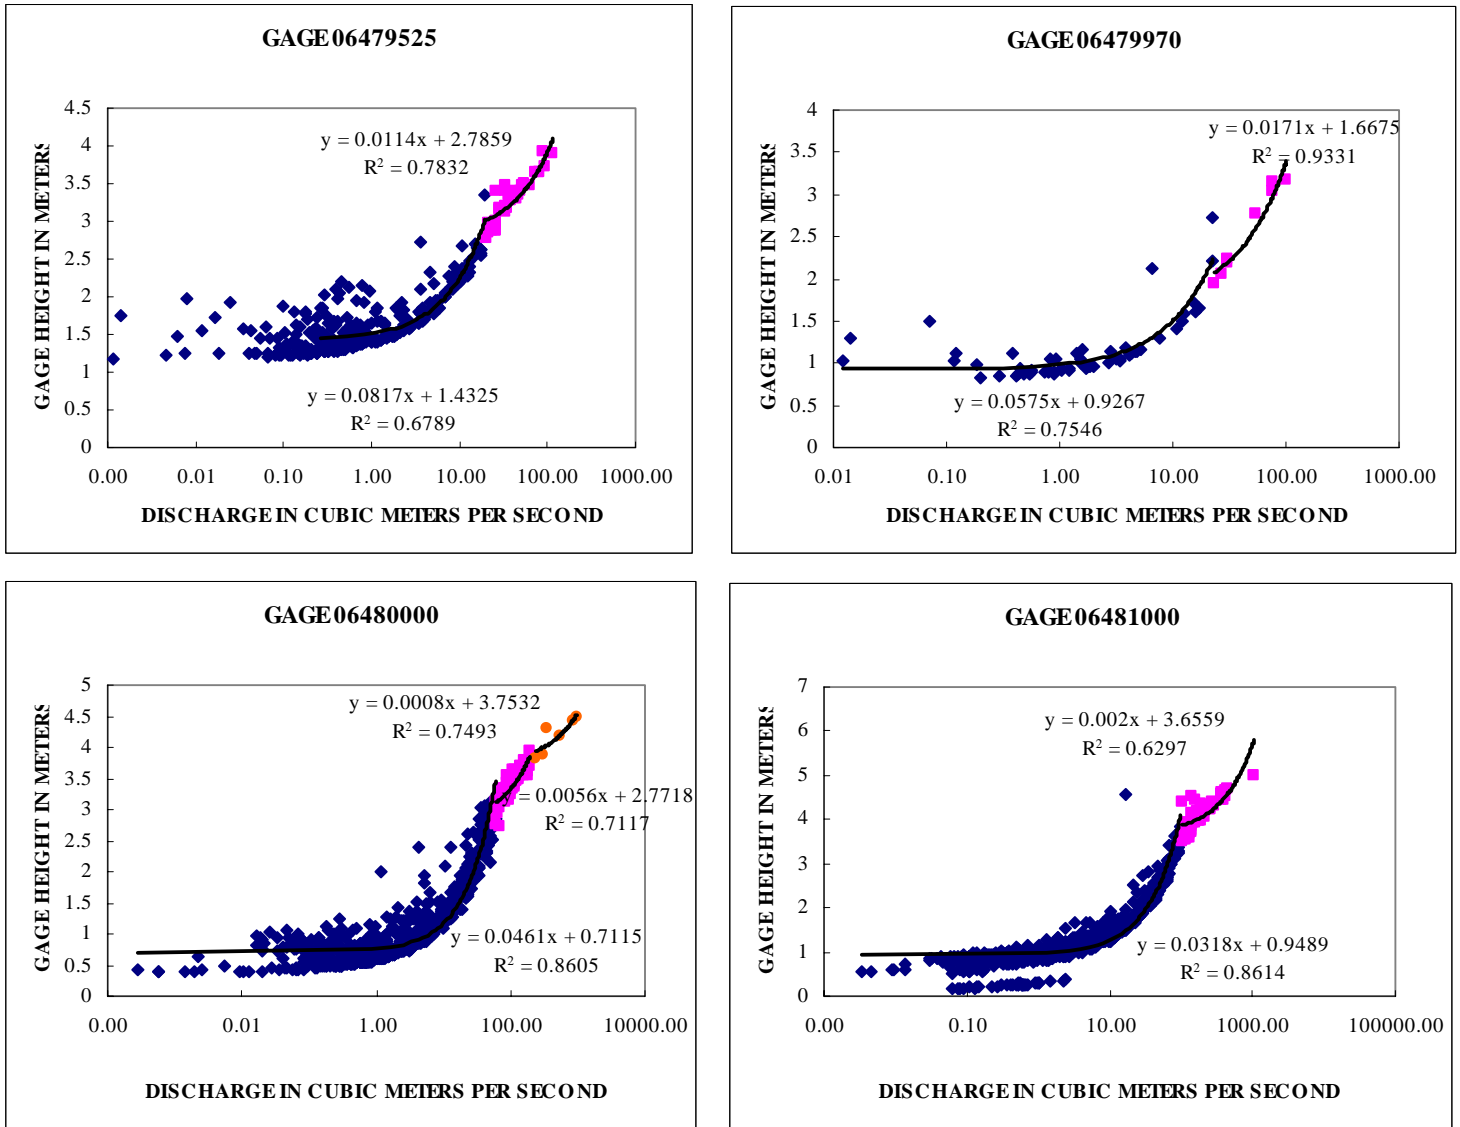 GAGE 06479525
4.5
4
3.5
3
2.5
2
1.5
1
0.5
0
GAGE HEIGHT IN METERS
y = 0.0114x + 2.7859
R² = 0.7832
y = 0.0817x + 1.4325
R² = 0.6789
0.00 0.01 0.10 1.00 10.00 100.00 1000.00
DISCHARGE IN CUBIC METERS PER SECOND
GAGE 06479970
4
3.5
3
2.5
2
1.5
1
0.5
0
GAGE HEIGHT IN METERS
y = 0.0171x + 1.6675
R² = 0.9331
y = 0.0575x + 0.9267
R² = 0.7546
0.01 0.10 1.00 10.00 100.00 1000.00
DISCHARGE IN CUBIC METERS PER SECOND
GAGE 06480000
5
4.5
4
3.5
3
2.5
2
1.5
1
0.5
0
GAGE HEIGHT IN METERS
y = 0.0008x + 3.7532
R² = 0.7493
y = 0.0056x + 2.7718
R² = 0.7117
y = 0.0461x + 0.7115
R² = 0.8605
0.00 0.01 1.00 100.00 10000.00
DISCHARGE IN CUBIC METERS PER SECOND
GAGE 06481000
7
6
5
4
3
2
1
0
GAGE HEIGHT IN METERS
y = 0.002x + 3.6559
R² = 0.6297
y = 0.0318x + 0.9489
R² = 0.8614
0.00 0.10 10.00 1000.00 100000.00
DISCHARGE IN CUBIC METERS PER SECOND